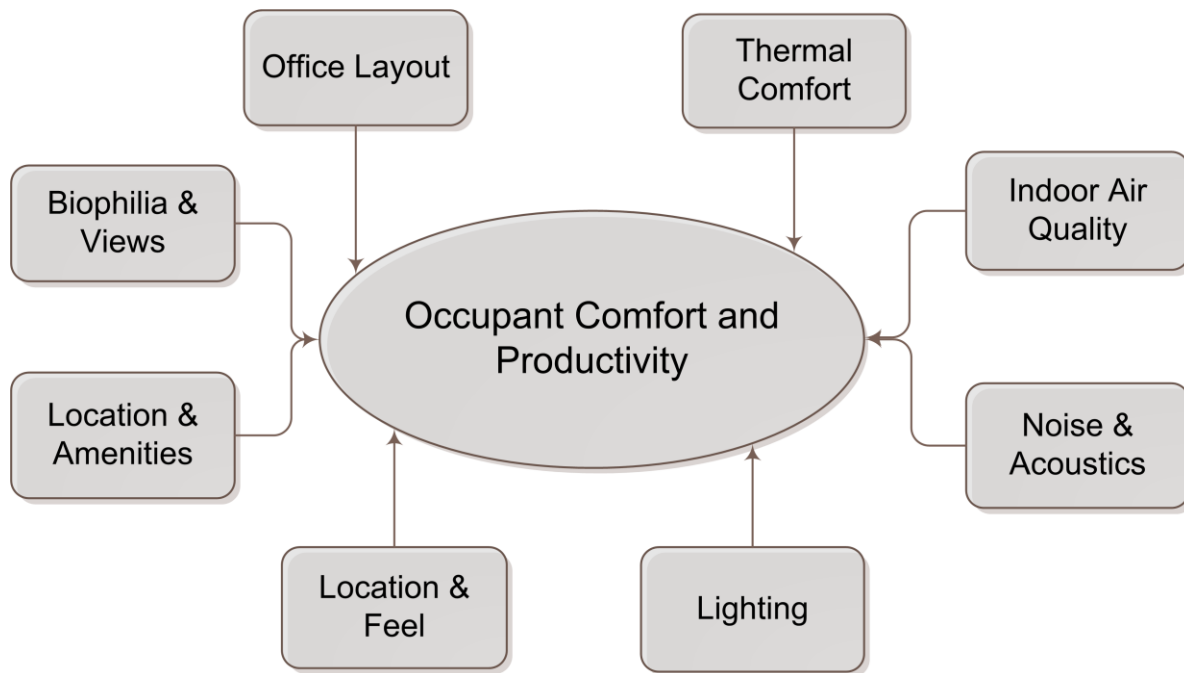 Office Layout
Thermal
Comfort
Biophilia &
Views
Indoor Air
Quality
Occupant Comfort and
Productivity
Location &
Amenities
Noise &
Acoustics
Location &
Feel
Lighting